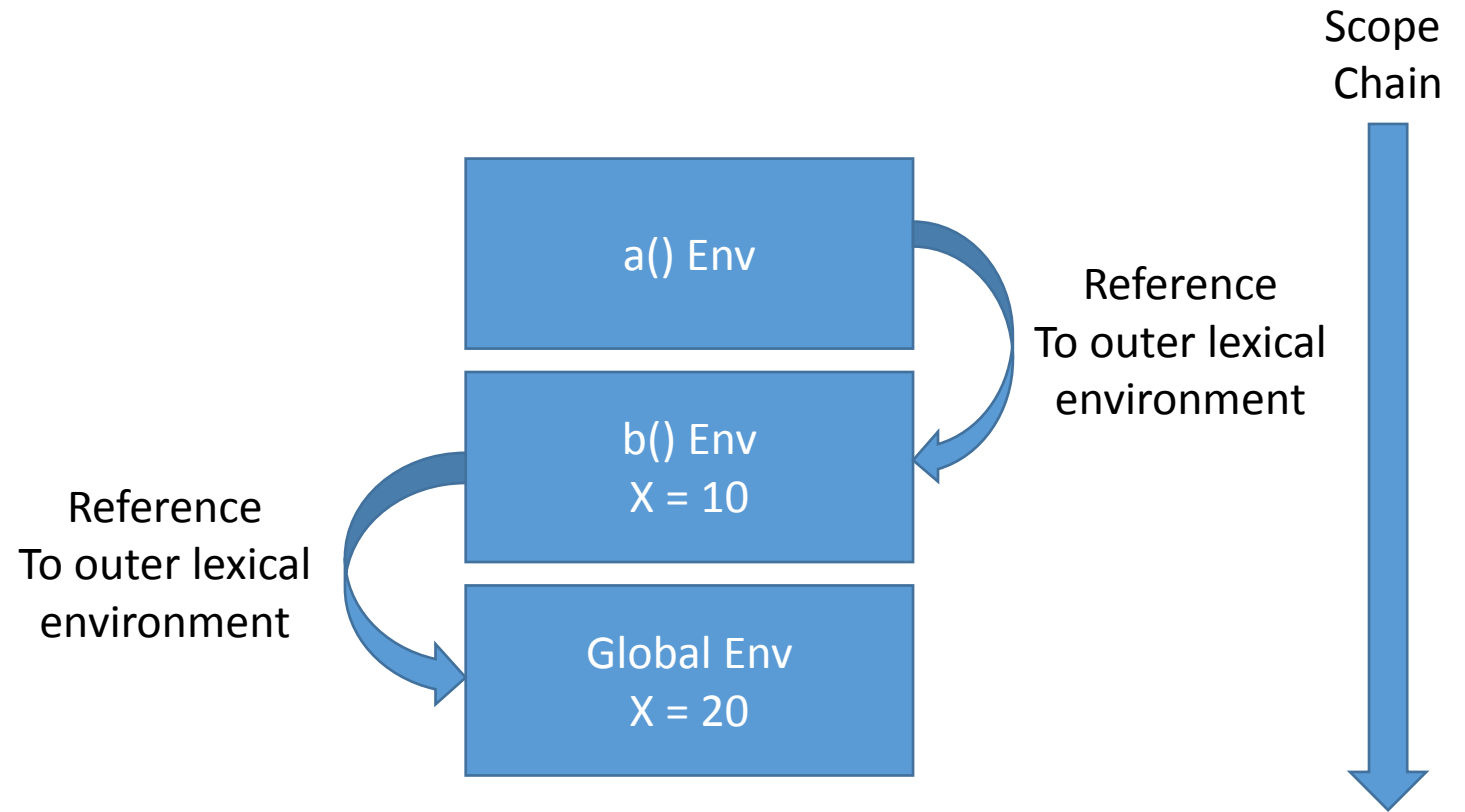 Scope
Chain
a() Env
Reference
To outer lexical
environment
b() Env
X = 10
Reference
To outer lexical
environment
Global Env
X = 20